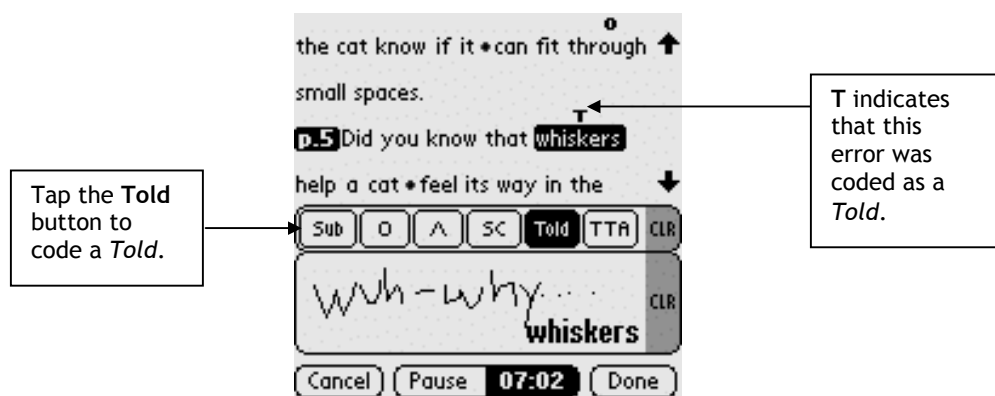 o
the cat know if it • can fit through
small spaces.
T
p.5 Did you know that whiskers
help a cat • feel its way in the
Sub O ᐱ SC Told TTA CLR
wuh-why....
whiskers
CLR
Cancel Pause 07:02 Done
Tap the Told
button to
code a Told.
T indicates
that this
error was
coded as a
Told.